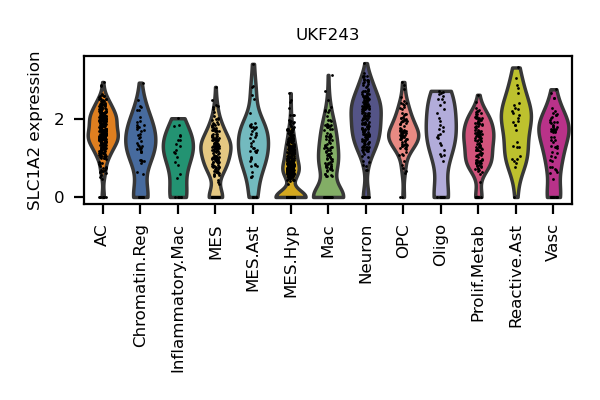 UKF243
SLC1A2 expression
2
0
AC
Chromatin.Reg
Inflammatory.Mac
MES
MES.Ast
MES.Hyp
Mac
Neuron
OPC
Oligo
Prolif.Metab
Reactive.Ast
Vasc